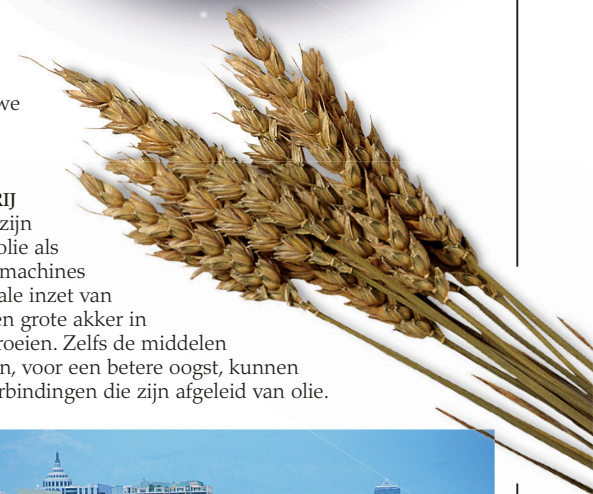 we
RIJ
zijn
olie als
machines
ale inzet van
en grote akker in
roeien. Zelfs de middelen
n, voor een betere oogst, kunnen
rbindingen die zijn afgeleid van olie.